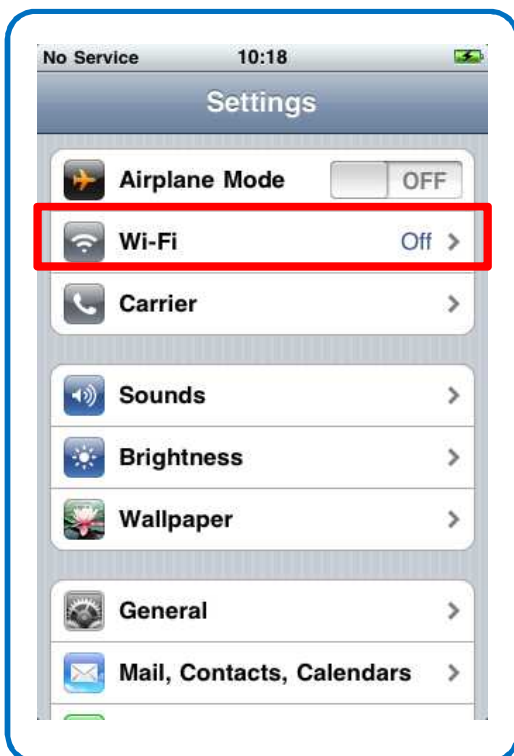 No Service 10:18
Settings
Airplane Mode OFF
Wi-Fi Off
Carrier
Sounds
Brightness
Wallpaper
General
Mail, Contacts, Calendars